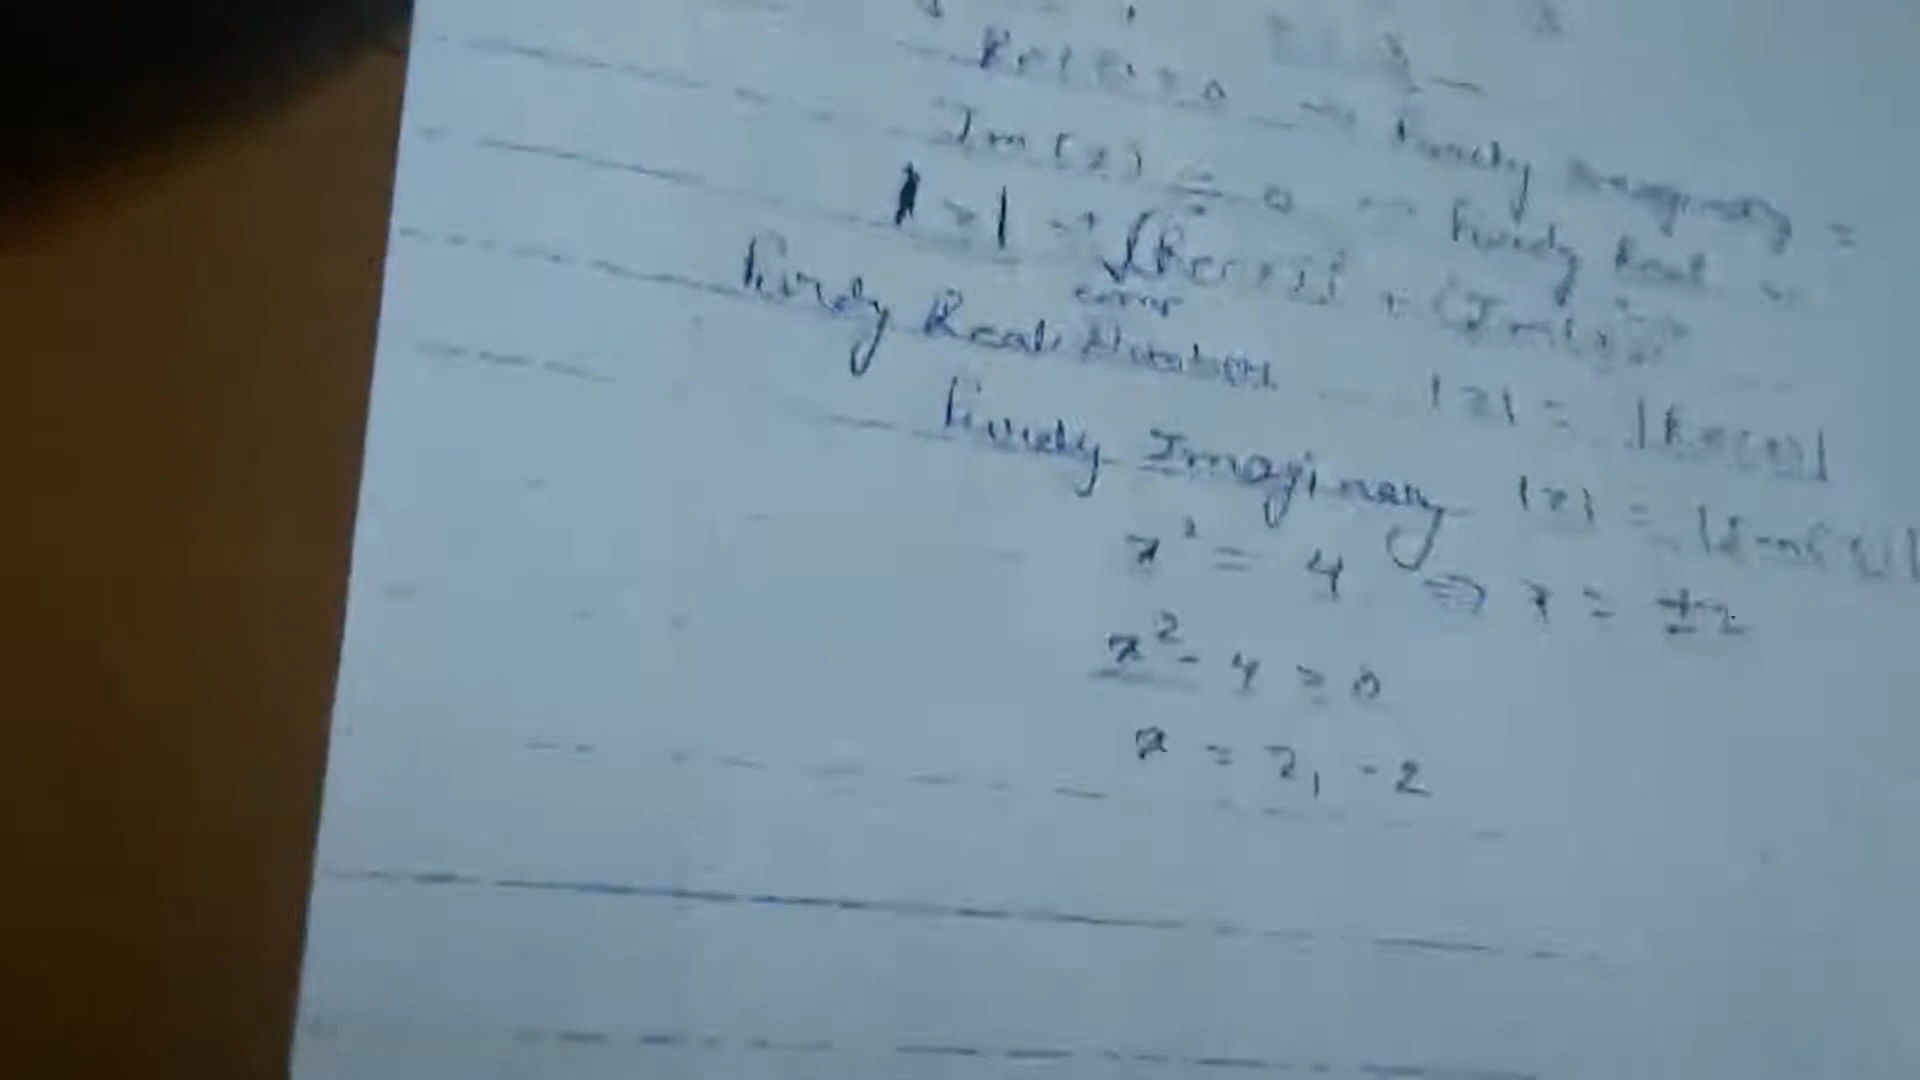 Re(z) = 0 → Purely Imaginary =
Im(z) = 0 → Purely Real
|z| → √(Re(z))² + (Im(z))²
Purely Real Number |z| = |Re(z)|
Purely Imaginary |z| = |Im(z)|
x² = 4 ⇒ x = ±2
x² - 4 = 0
x = 2, -2